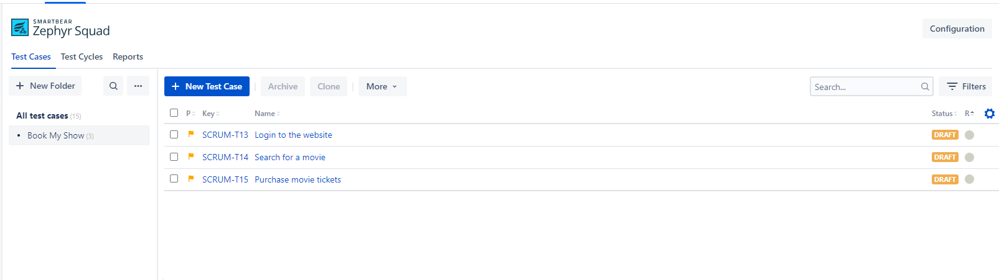 SMARTBEAR
Zephyr Squad
Configuration
Test Cases Test Cycles Reports
+ New Folder ...
+ New Test Case Archive Clone More Search... Filters
All test cases (15)
• Book My Show (3)
P Key Name Status R
SCRUM-T13 Login to the website DRAFT
SCRUM-T14 Search for a movie DRAFT
SCRUM-T15 Purchase movie tickets DRAFT